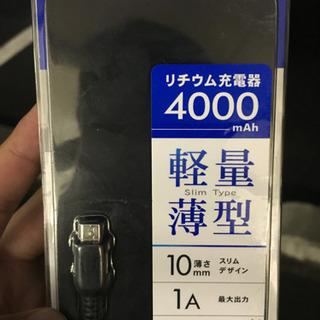 リチウム充電器
4000
mAh
軽量
Slim Type
薄型
薄さ
10mm
スリム
デザイン
1A
最大出力